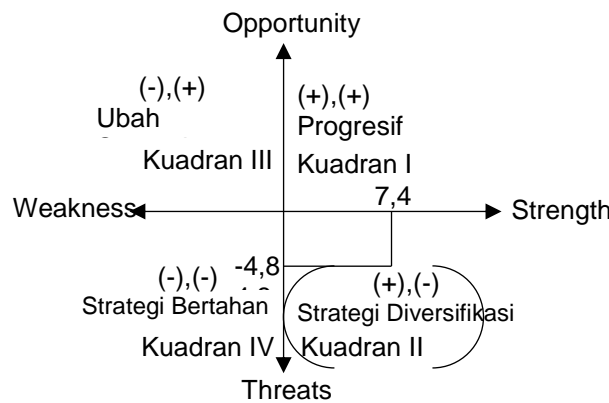 Opportunity
(-),(+)
Ubah
Kuadran III
(+),(+)
Progresif
Kuadran I
7,4
Weakness
Strength
-4,8
(-),(-)
Strategi Bertahan
Kuadran IV
(+),(-)
Strategi Diversifikasi
Kuadran II
Threats